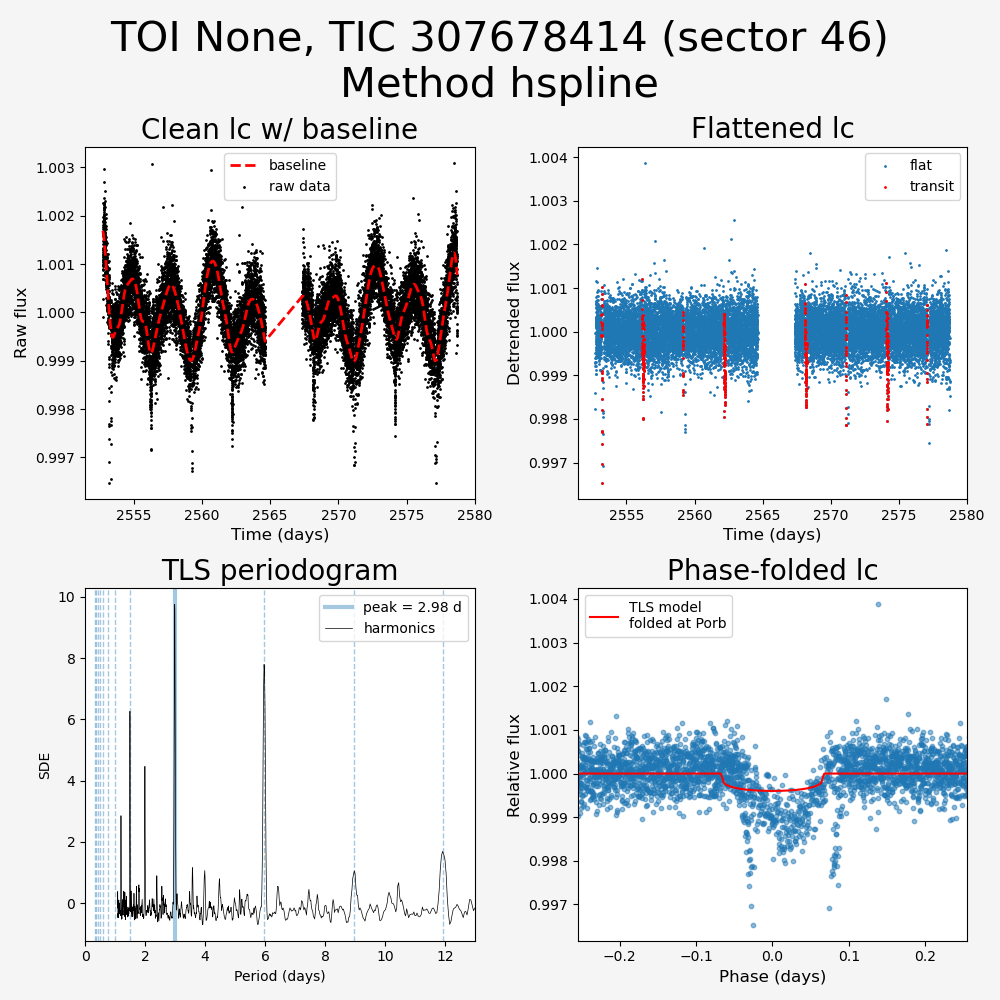 TOI None, TIC 307678414 (sector 46)
Method hspline
Clean lc w/ baseline
baseline
raw data
1.003
1.002
1.001
1.000
0.999
0.998
0.997
Raw flux
2555
2560
2565
2570
2575
2580
Time (days)
Flattened lc
flat
transit
1.004
1.003
1.002
1.001
1.000
0.999
0.998
0.997
Detrended flux
2555
2560
2565
2570
2575
2580
Time (days)
TLS periodogram
peak = 2.98 d
harmonics
10
8
6
4
2
0
SDE
0
2
4
6
8
10
12
Period (days)
Phase-folded lc
TLS model
folded at Porb
1.004
1.003
1.002
1.001
1.000
0.999
0.998
0.997
Relative flux
−0.2
−0.1
0.0
0.1
0.2
Phase (days)